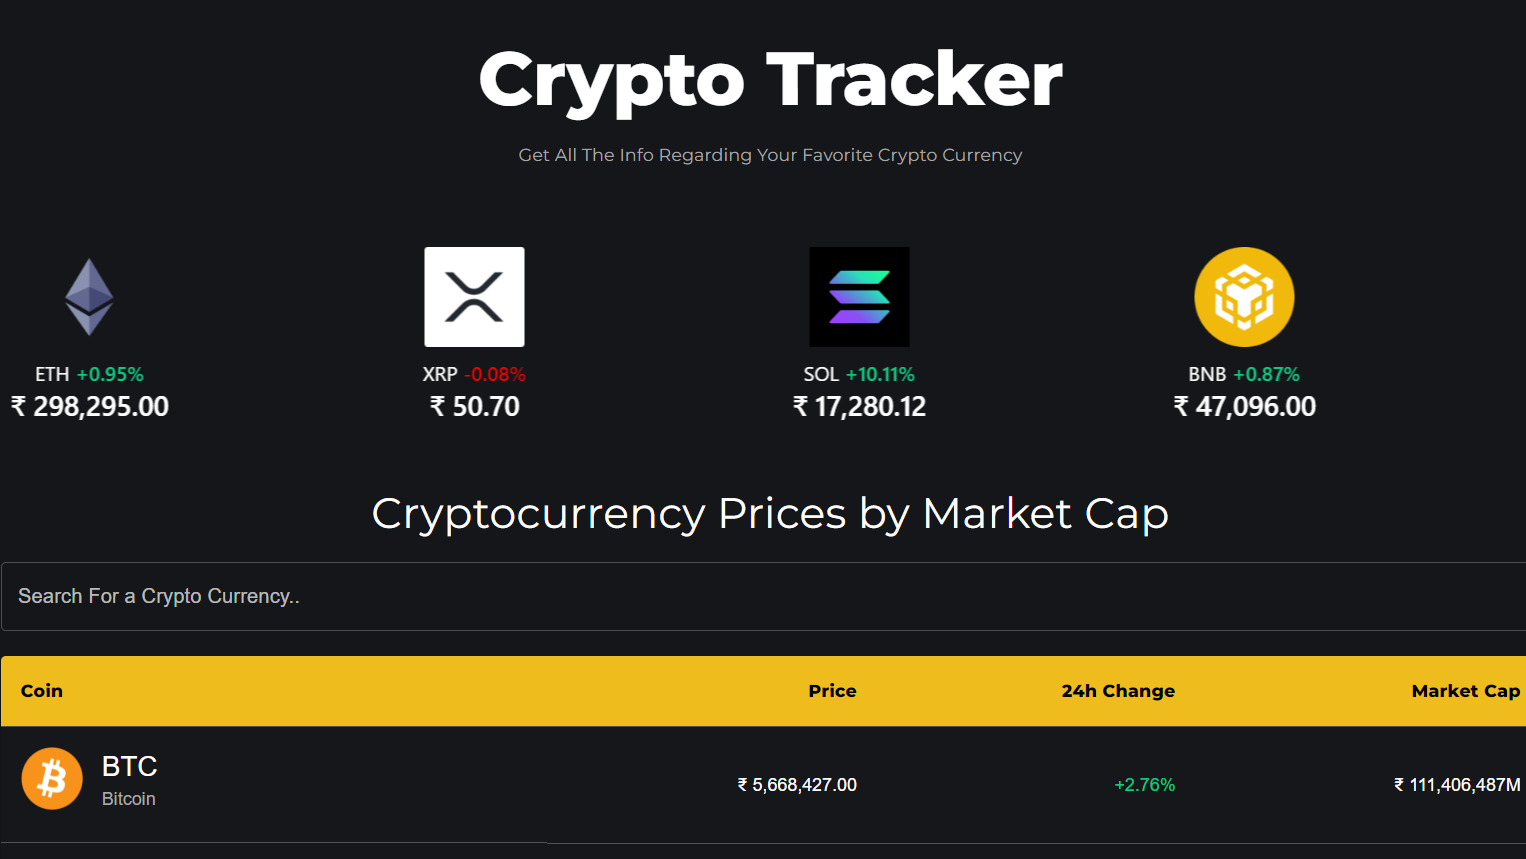 Crypto Tracker
Get All The Info Regarding Your Favorite Crypto Currency
ETH +0.95%
₹ 298,295.00
XRP -0.08%
₹ 50.70
SOL +10.11%
₹ 17,280.12
BNB +0.87%
₹ 47,096.00
Cryptocurrency Prices by Market Cap
Search For a Crypto Currency..
Coin Price 24h Change Market Cap
BTC
Bitcoin
₹ 5,668,427.00 +2.76% ₹ 111,406,487M